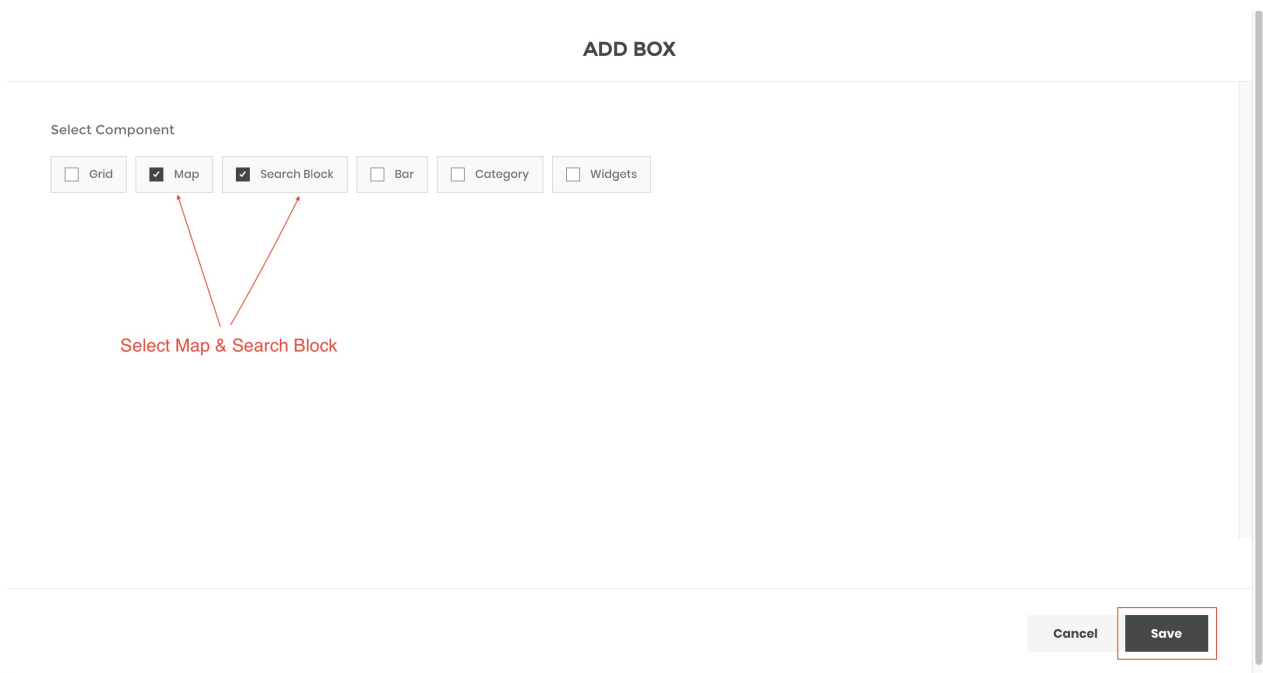 ADD BOX
Select Component
Grid Map Search Block Bar Category Widgets
Select Map & Search Block
Cancel Save